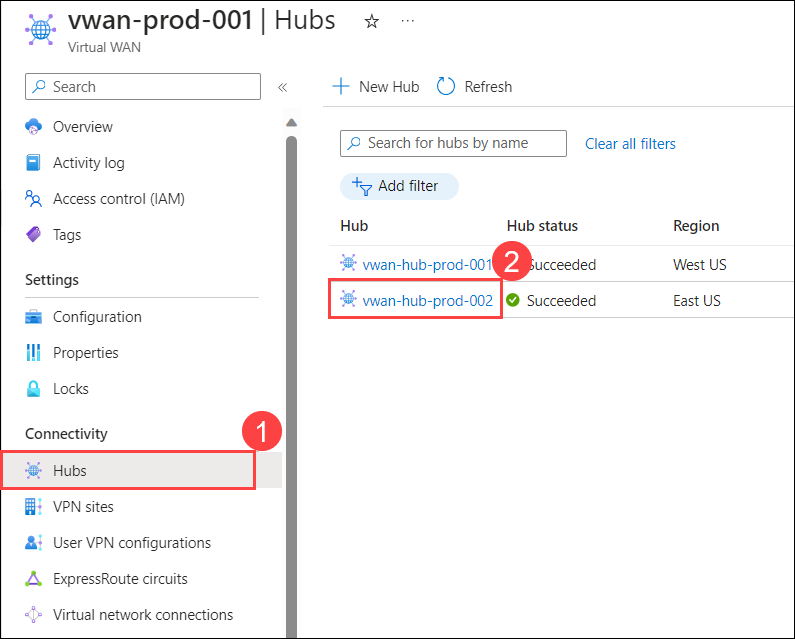 vwan-prod-001 | Hubs ☆ ...
Virtual WAN
Search «
Overview
Activity log
Access control (IAM)
Tags
Settings
Configuration
Properties
Locks
Connectivity
1
Hubs
VPN sites
User VPN configurations
ExpressRoute circuits
Virtual network connections
+ New Hub Refresh
Search for hubs by name Clear all filters
Add filter
Hub Hub status Region
vwan-hub-prod-001 2 Succeeded West US
vwan-hub-prod-002 Succeeded East US